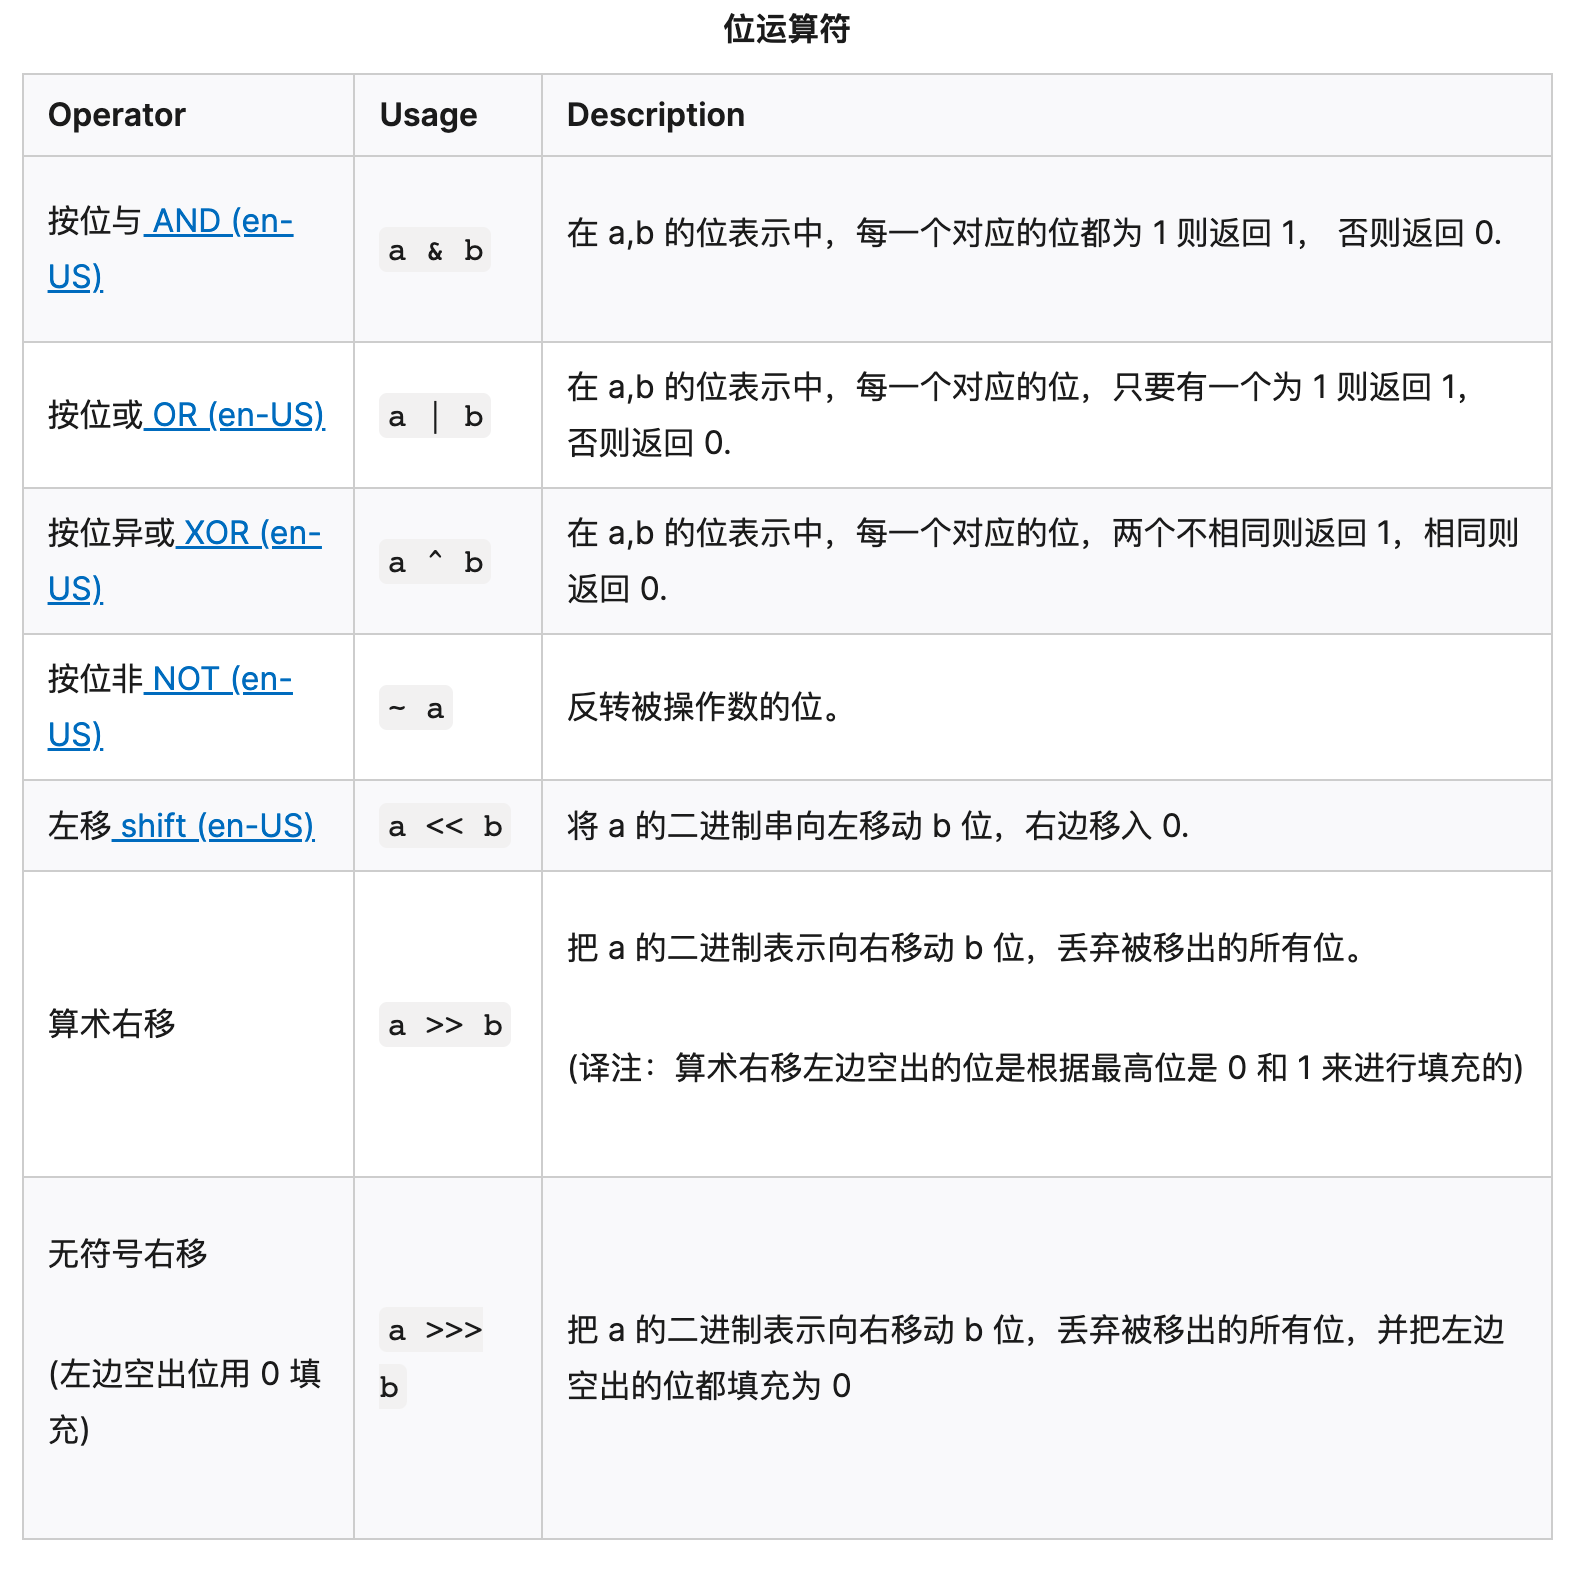 位运算符
Operator Usage Description
按位与 AND (en-
US)
a & b
在 a,b 的位表示中，每一个对应的位都为 1 则返回 1， 否则返回 0.
按位或 OR (en-US)
a | b
在 a,b 的位表示中，每一个对应的位，只要有一个为 1 则返回 1，
否则返回 0.
按位异或 XOR (en-
US)
a ^ b
在 a,b 的位表示中，每一个对应的位，两个不相同则返回 1，相同则
返回 0.
按位非 NOT (en-
US)
~ a
反转被操作数的位。
左移 shift (en-US)
a << b
将 a 的二进制串向左移动 b 位，右边移入 0.
算术右移
a >> b
把 a 的二进制表示向右移动 b 位，丢弃被移出的所有位。
(译注：算术右移左边空出的位是根据最高位是 0 和 1 来进行填充的)
无符号右移
(左边空出位用 0 填
充)
a >>>
b
把 a 的二进制表示向右移动 b 位，丢弃被移出的所有位，并把左边
空出的位都填充为 0